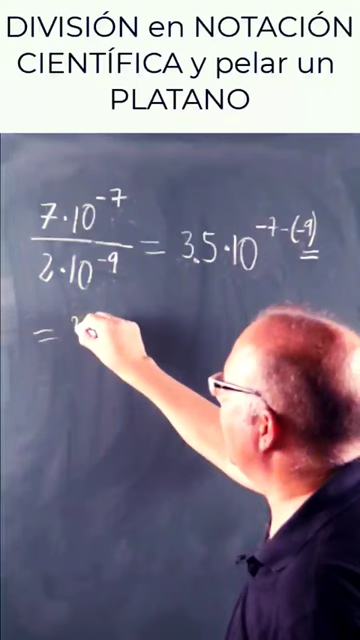 DIVISIÓN en NOTACIÓN
CIENTÍFICA y pelar un
PLATANO
7·10^-7 / 2·10^-9 = 3.5·10^-7-(-9)
=